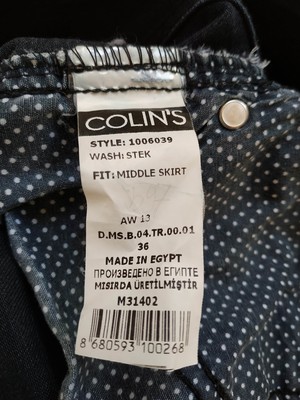 COLIN'S
STYLE: 1006039
WASH: STEK
FIT: MIDDLE SKIRT
AW 13
D.MS.B.04.TR.00.01
36
MADE IN EGYPT
ПРОИЗВЕДЕНО В ЕГИПТЕ
MISIRDA ÜRETİLMİŞTİR
M31402
8 680593 100268